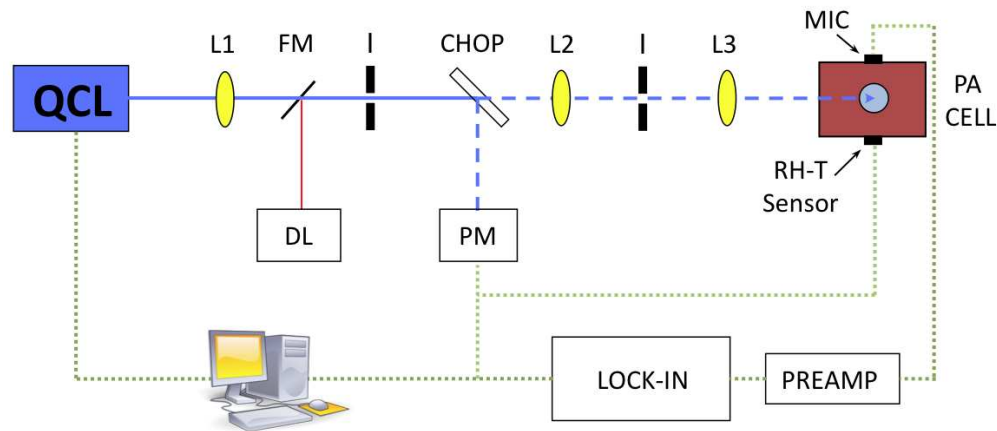 MIC
L1
FM
I
CHOP
L2
I
L3
QCL
PA
CELL
RH-T
Sensor
DL
PM
LOCK-IN
PREAMP